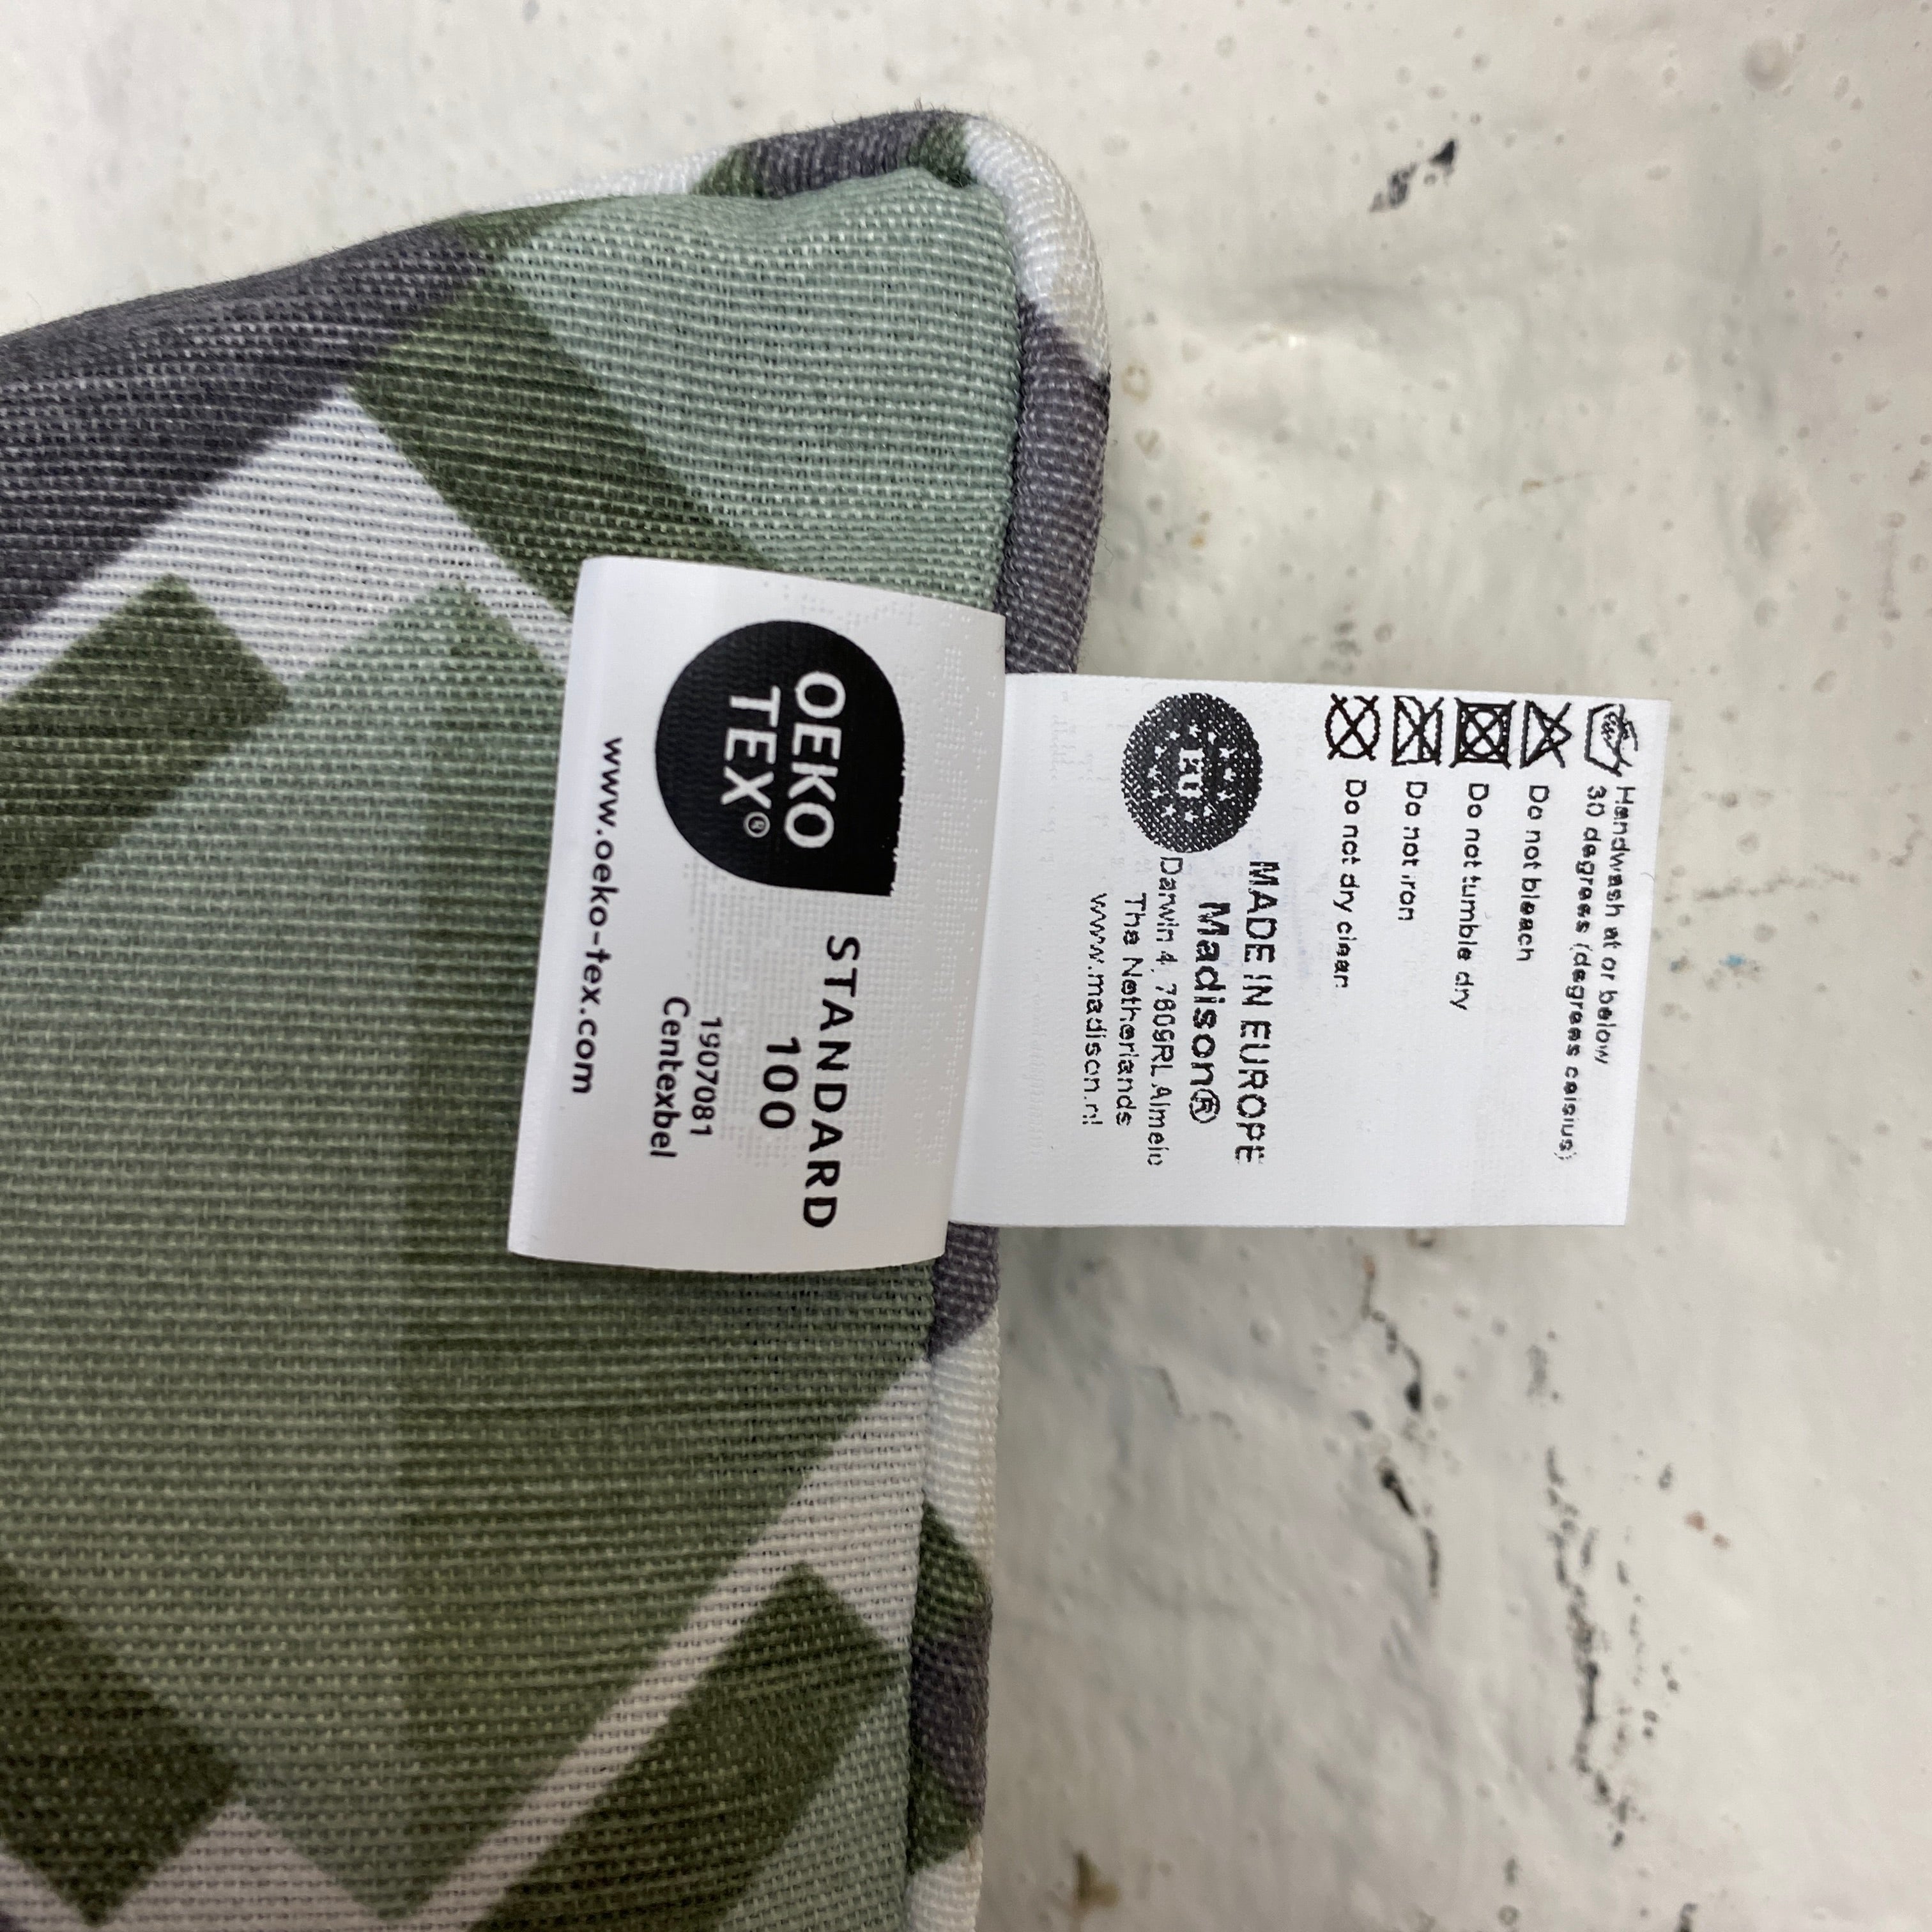 Handwash at or below
30 degrees (degrees celsius)
Do not bleach
Do not tumble dry
Do not iron
Do not dry clean
EU
MADE IN EUROPE
Madison®
Darwin 4, 7609RL Almelo
The Netherlands
www.madison.nl
OEKO
TEX®
STANDARD
100
1907081
Centexbel
www.oeko-tex.com